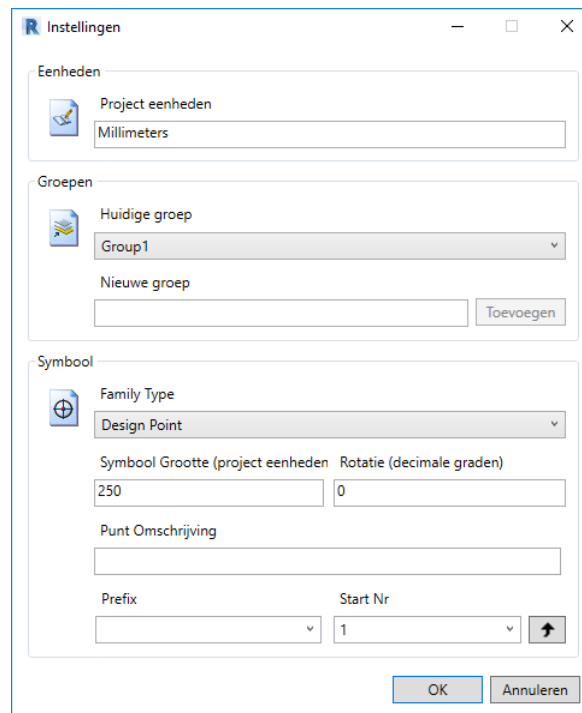 Instellingen
Eenheden
Project eenheden
Millimeters
Groepen
Huidige groep
Group1
Nieuwe groep
Toevoegen
Symbool
Family Type
Design Point
Symbool Grootte (project eenheden Rotatie (decimale graden)
250 0
Punt Omschrijving
Prefix Start Nr
1
OK Annuleren